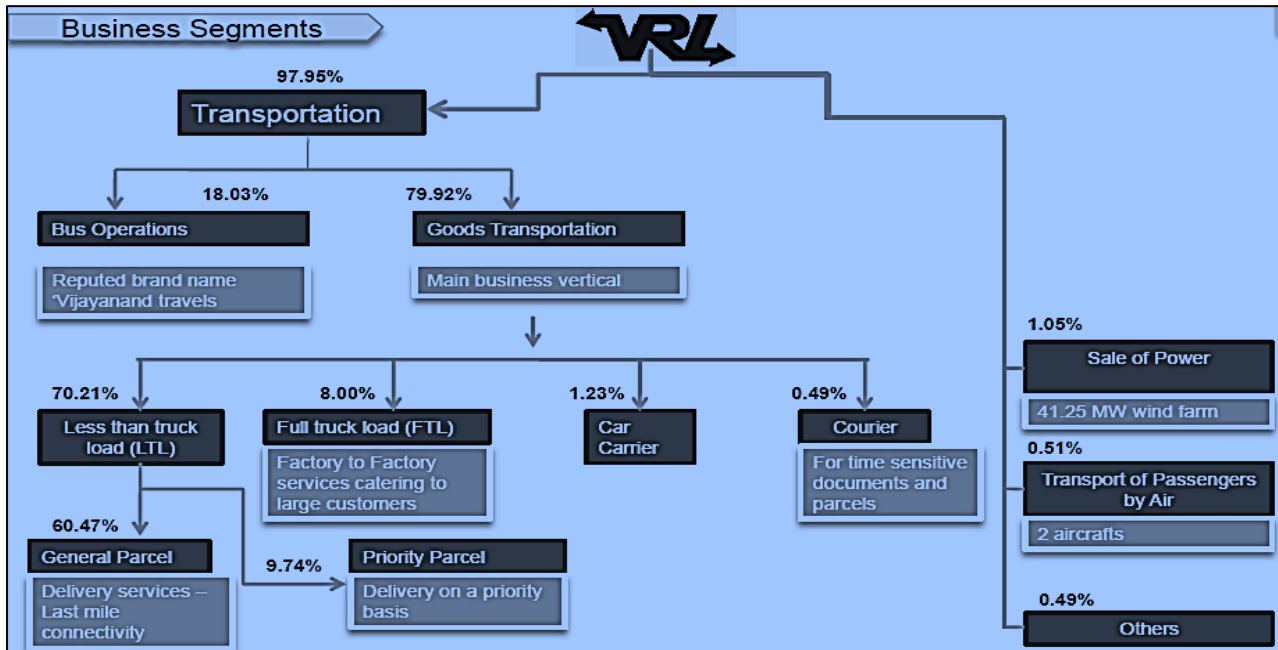 Business Segments
VRL
97.95%
Transportation
18.03%
79.92%
Bus Operations
Goods Transportation
Reputed brand name
'Vijayanand travels
Main business vertical
1.05%
Sale of Power
41.25 MW wind farm
70.21%
8.00%
1.23%
0.49%
Less than truck
load (LTL)
Full truck load (FTL)
Car
Carrier
Courier
Factory to Factory
services catering to
large customers
For time sensitive
documents and
parcels
0.51%
Transport of Passengers
by Air
2 aircrafts
60.47%
General Parcel
9.74%
Priority Parcel
Delivery services –
Last mile
connectivity
Delivery on a priority
basis
0.49%
Others